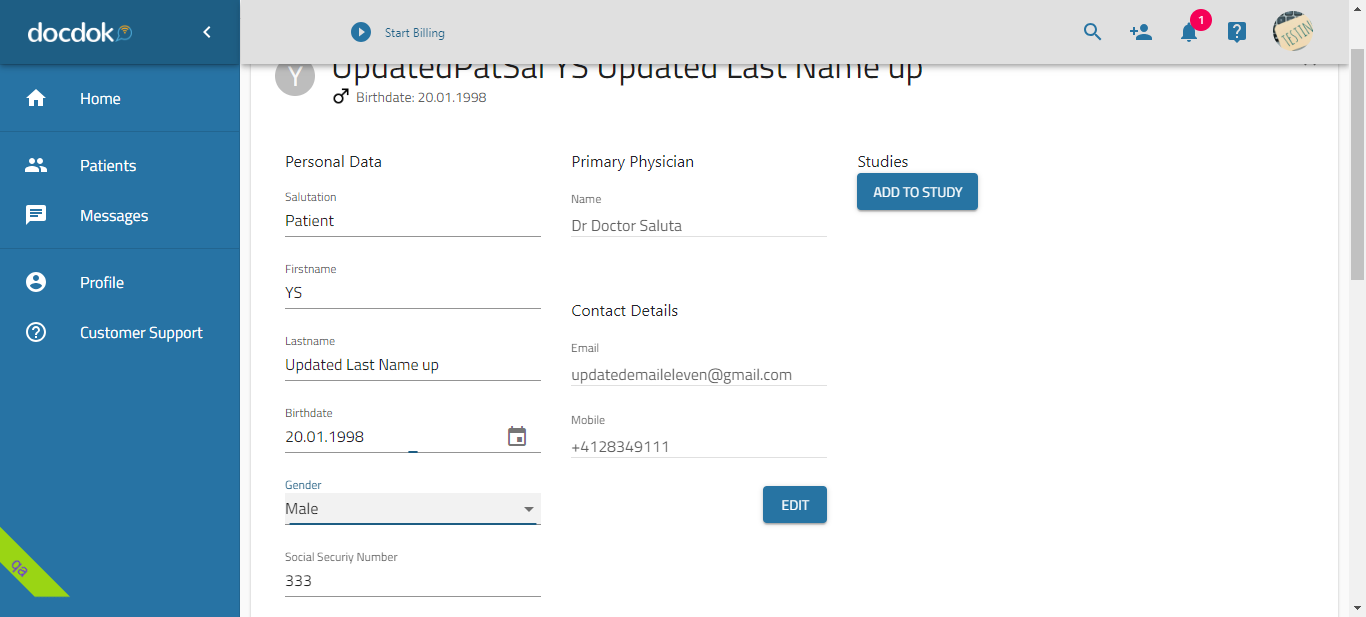 docdok
Start Billing
1
TESTIN
Home
Patients
Messages
Profile
Customer Support
qa
Y
UpdatedPatSal YS Updated Last Name up
Birthdate: 20.01.1998
Personal Data
Salutation
Patient
Firstname
YS
Lastname
Updated Last Name up
Birthdate
20.01.1998
Gender
Male
Social Securiy Number
333
Primary Physician
Name
Dr Doctor Saluta
Contact Details
Email
updatedemaileleven@gmail.com
Mobile
+4128349111
EDIT
Studies
ADD TO STUDY